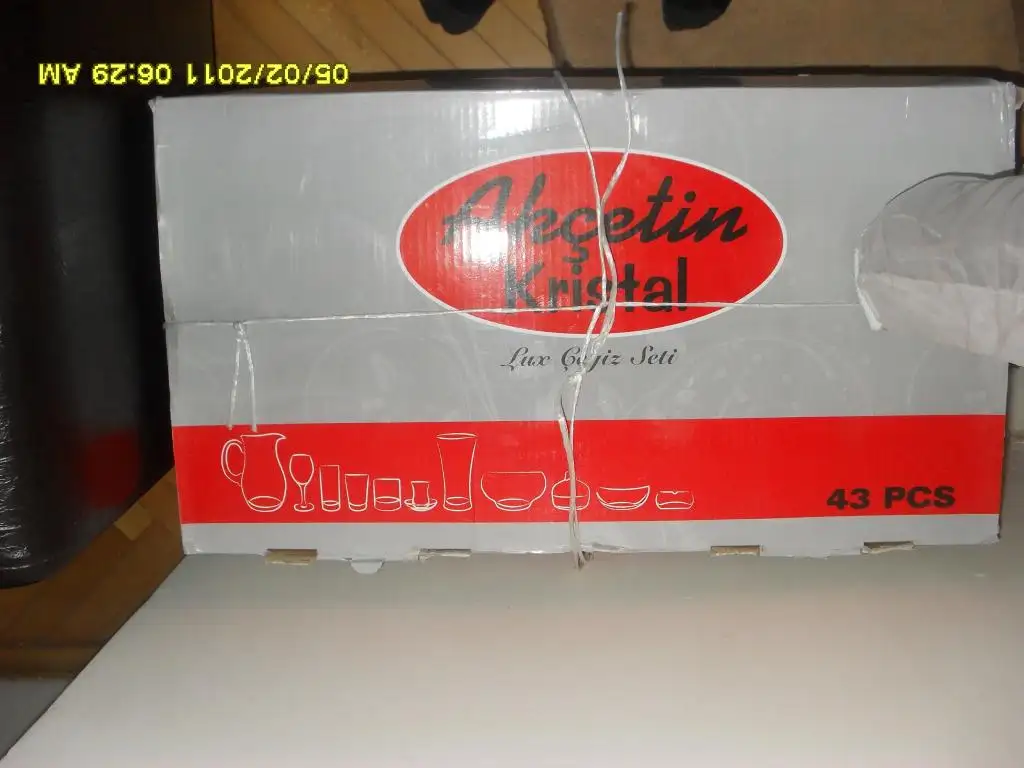 05/02/2011 06:29 AM
Akçetin
Kristal
Lux Çeyiz Seti
43 PCS